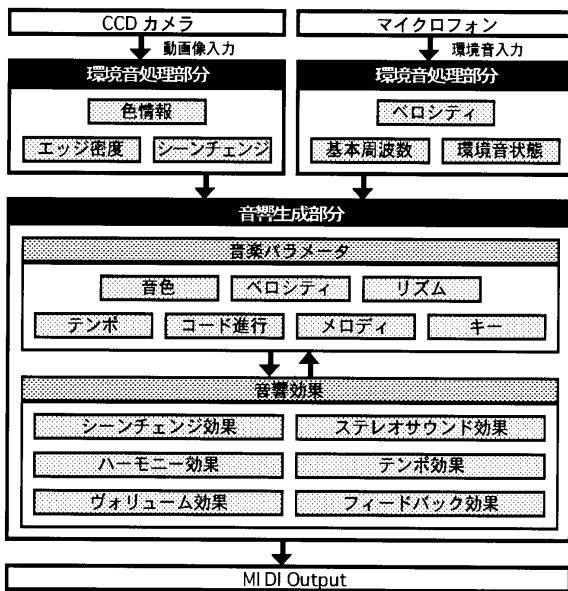 CCD カメラ
マイクロフォン
動画像入力
環境音入力
環境音処理部分
環境音処理部分
色情報
エッジ密度
シーンチェンジ
ベロシティ
基本周波数
環境音状態
音響生成部分
音楽パラメータ
音色
ベロシティ
リズム
テンポ
コード進行
メロディ
キー
音響効果
シーンチェンジ効果
ステレオサウンド効果
ハーモニー効果
テンポ効果
ヴォリューム効果
フィードバック効果
MIDI Output